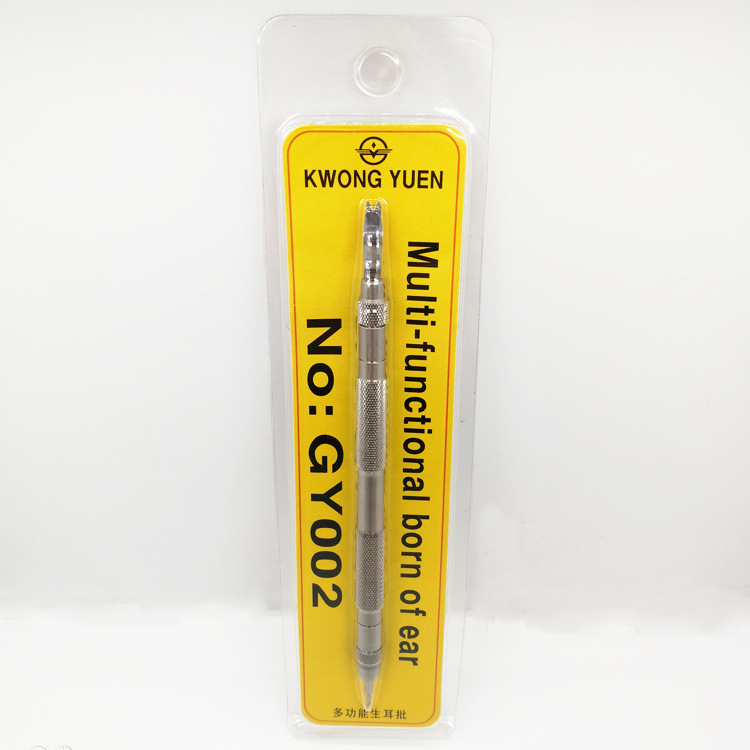 KWONG YUEN
Multi-functional born of ear
No: GY002
多功能生耳批